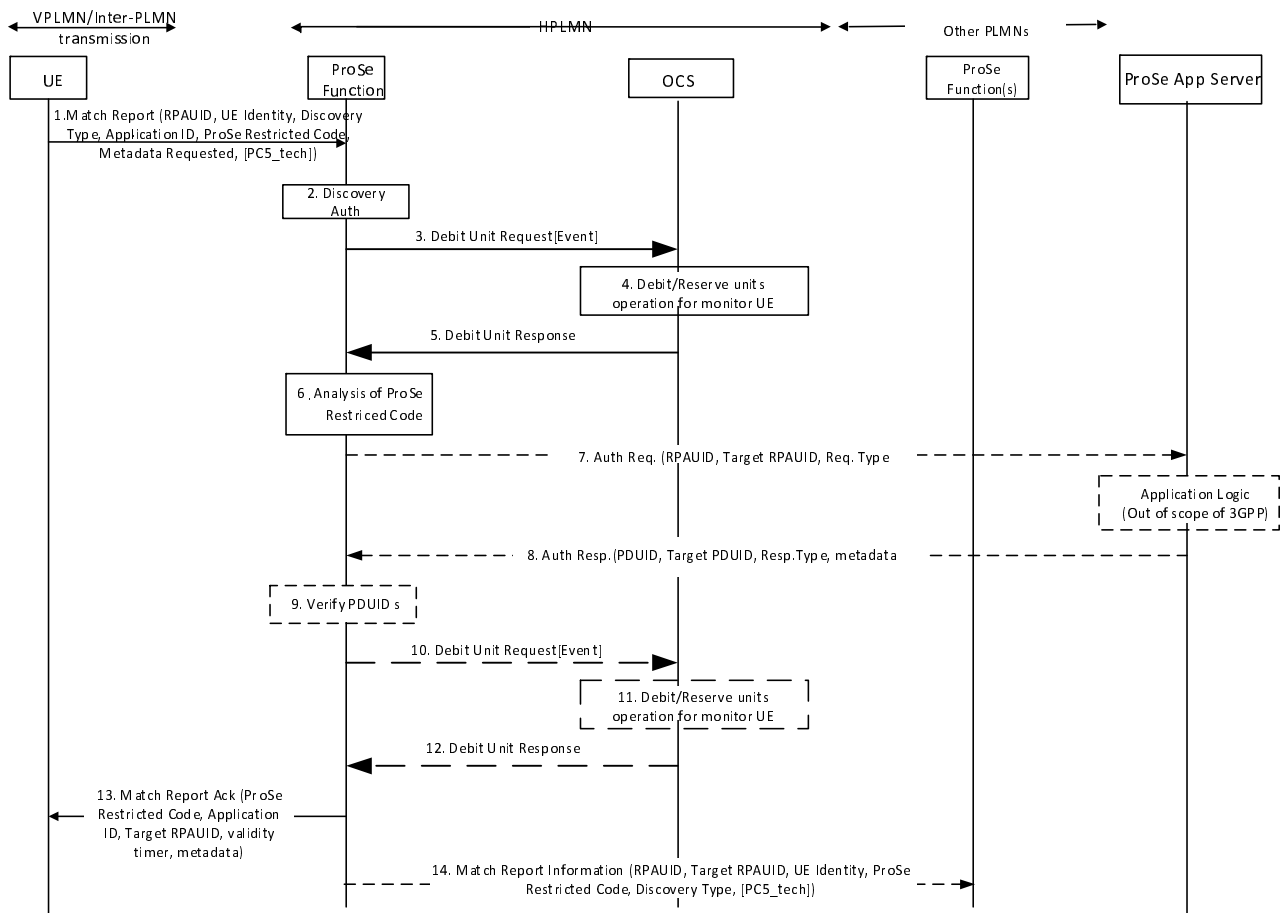 VPLMN/Inter-PLMN
transmission
HPLMN
Other PLMNs
UE
ProSe
Function
OCS
ProSe
Function(s)
ProSe App Server
1.Match Report (RPAUID, UE Identity, Discovery
Type, Application ID, ProSe Restricted Code,
Metadata Requested, [PC5_tech])
2. Discovery
Auth
3. Debit Unit Request[Event]
4. Debit/Reserve units
operation for monitor UE
5. Debit Unit Response
6 . Analysis of ProSe
Restriced Code
7. Auth Req. (RPAUID, Target RPAUID, Req. Type
Application Logic
(Out of scope of 3GPP)
8. Auth Resp.(PDUID, Target PDUID, Resp.Type, metadata
9. Verify PDUID s
10. Debit Unit Request[Event]
11. Debit/Reserve units
operation for monitor UE
12. Debit Unit Response
13. Match Report Ack (ProSe
Restricted Code, Application
ID, Target RPAUID, validity
timer, metadata)
14. Match Report Information (RPAUID, Target RPAUID, UE Identity, ProSe
Restricted Code, Discovery Type, [PC5_tech])